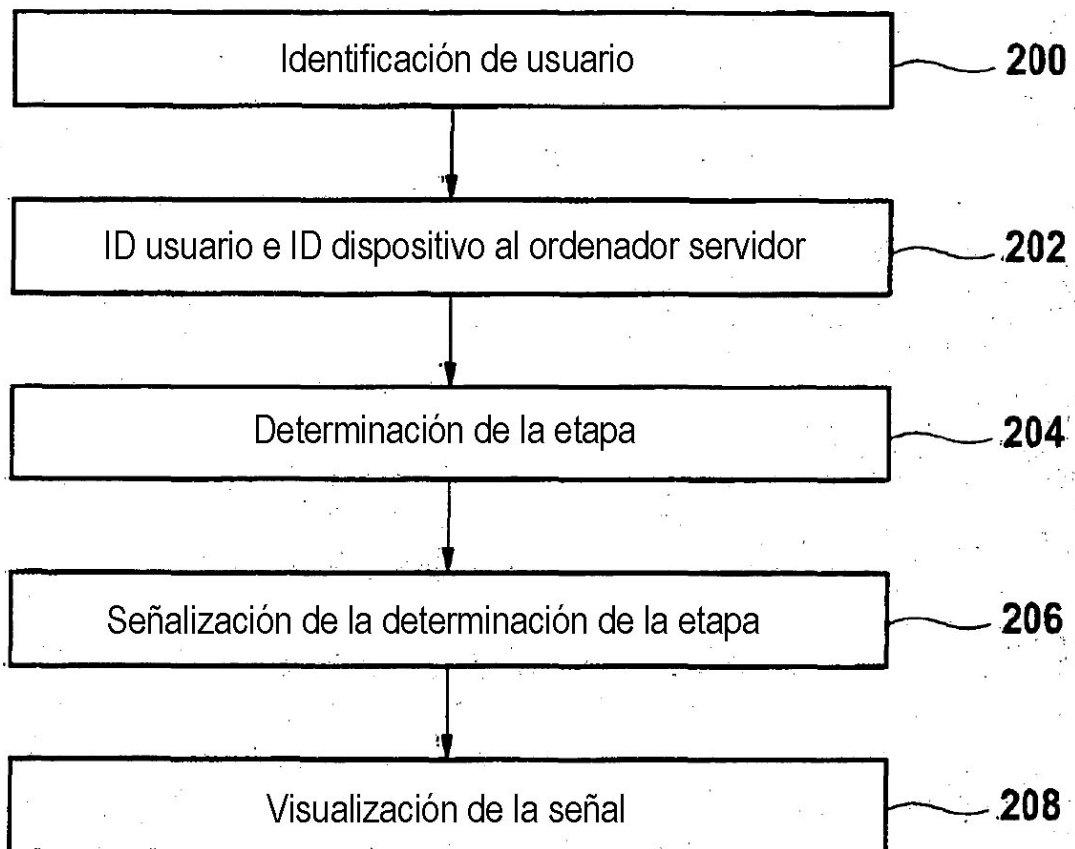 Identificación de usuario 200
ID usuario e ID dispositivo al ordenador servidor 202
Determinación de la etapa 204
Señalización de la determinación de la etapa 206
Visualización de la señal 208